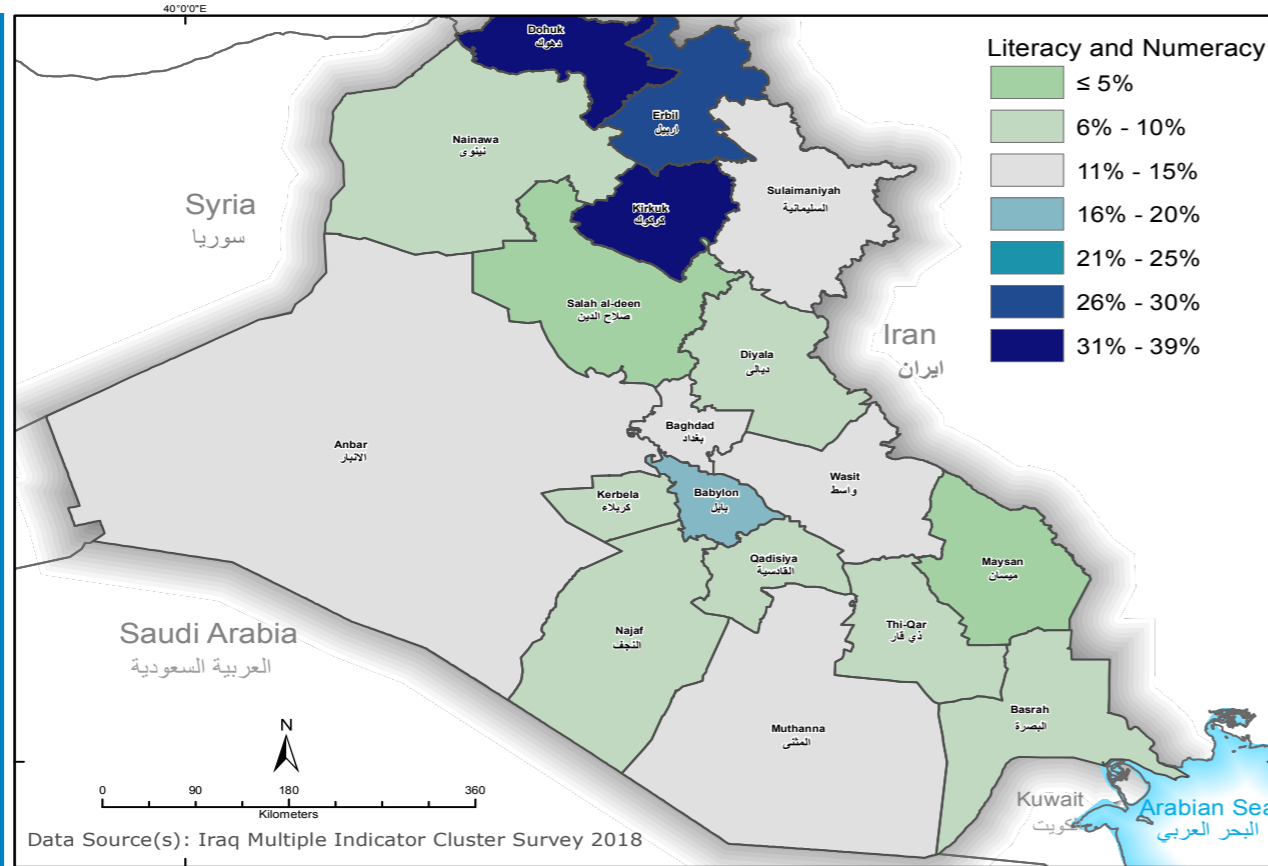 40°0'0"E
Literacy and Numeracy
≤ 5%
6% - 10%
11% - 15%
16% - 20%
21% - 25%
26% - 30%
31% - 39%
Dohuk
دهوك
Erbil
اربيل
Nainawa
نينوى
Sulaimaniyah
السليمانية
Kirkuk
كركوك
Syria
سوريا
Salah al-deen
صلاح الدين
Iran
ايران
Diyala
ديالى
Baghdad
بغداد
Anbar
الانبار
Wasit
واسط
Kerbela
كربلاء
Babylon
بابل
Qadisiya
القادسية
Maysan
ميسان
Saudi Arabia
العربية السعودية
Najaf
النجف
Thi-Qar
ذي قار
Basrah
البصرة
Muthanna
المثنى
N
0 90 180 360
Kilometers
Kuwait
الكويت
Arabian Sea
البحر العربي
Data Source(s): Iraq Multiple Indicator Cluster Survey 2018